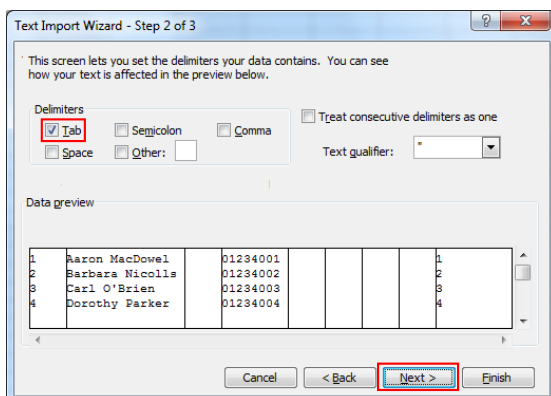 Text Import Wizard - Step 2 of 3
This screen lets you set the delimiters your data contains. You can see
how your text is affected in the preview below.
Delimiters
Tab Semicolon Comma
Space Other:
Treat consecutive delimiters as one
Text qualifier: "
Data preview
1 Aaron MacDowel 01234001 1
2 Barbara Nicolls 01234002 2
3 Carl O'Brien 01234003 3
4 Dorothy Parker 01234004 4
Cancel < Back Next > Finish